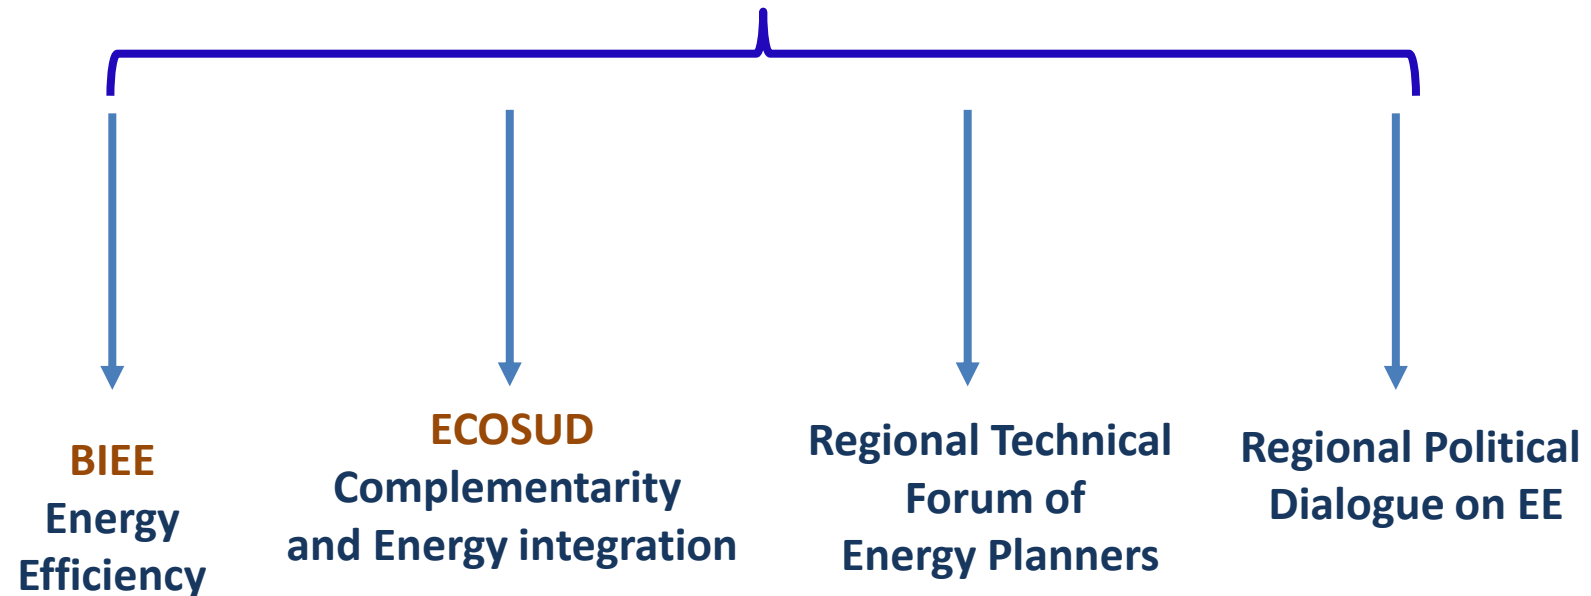 BIEE
Energy
Efficiency
ECOSUD
Complementarity
and Energy integration
Regional Technical
Forum of
Energy Planners
Regional Political
Dialogue on EE